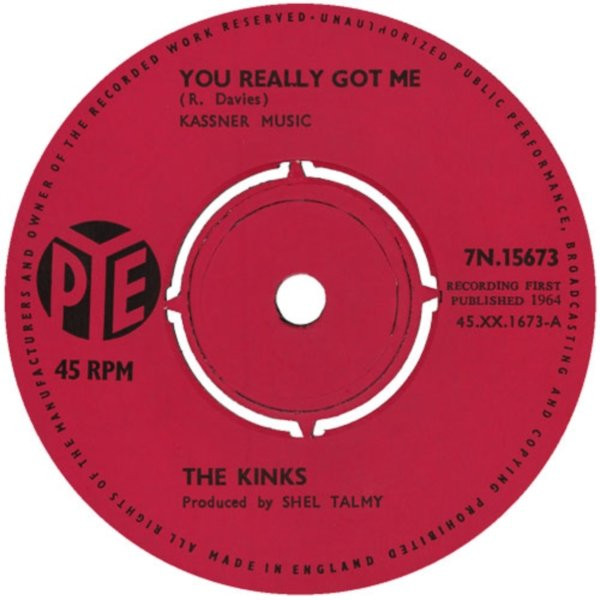 YOU REALLY GOT ME
(R. Davies)
KASSNER MUSIC
PYE
45 RPM
7N.15673
RECORDING FIRST
PUBLISHED 1964
45.XX.1673-A
THE KINKS
Produced by SHEL TALMY
ALL RIGHTS OF THE MANUFACTURERS AND OWNER OF THE RECORDED WORK RESERVED - UNAUTHORIZED PUBLIC PERFORMANCE, BROADCASTING AND COPYING PROHIBITED
MADE IN ENGLAND